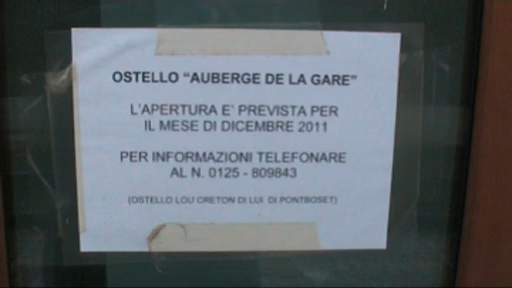 OSTELLO "AUBERGE DE LA GARE"
L'APERTURA E' PREVISTA PER
IL MESE DI DICEMBRE 2011
PER INFORMAZIONI TELEFONARE
AL N. 0125 - 809843
(OSTELLO LOU CRETON DI LUI DI PONTBOSET)